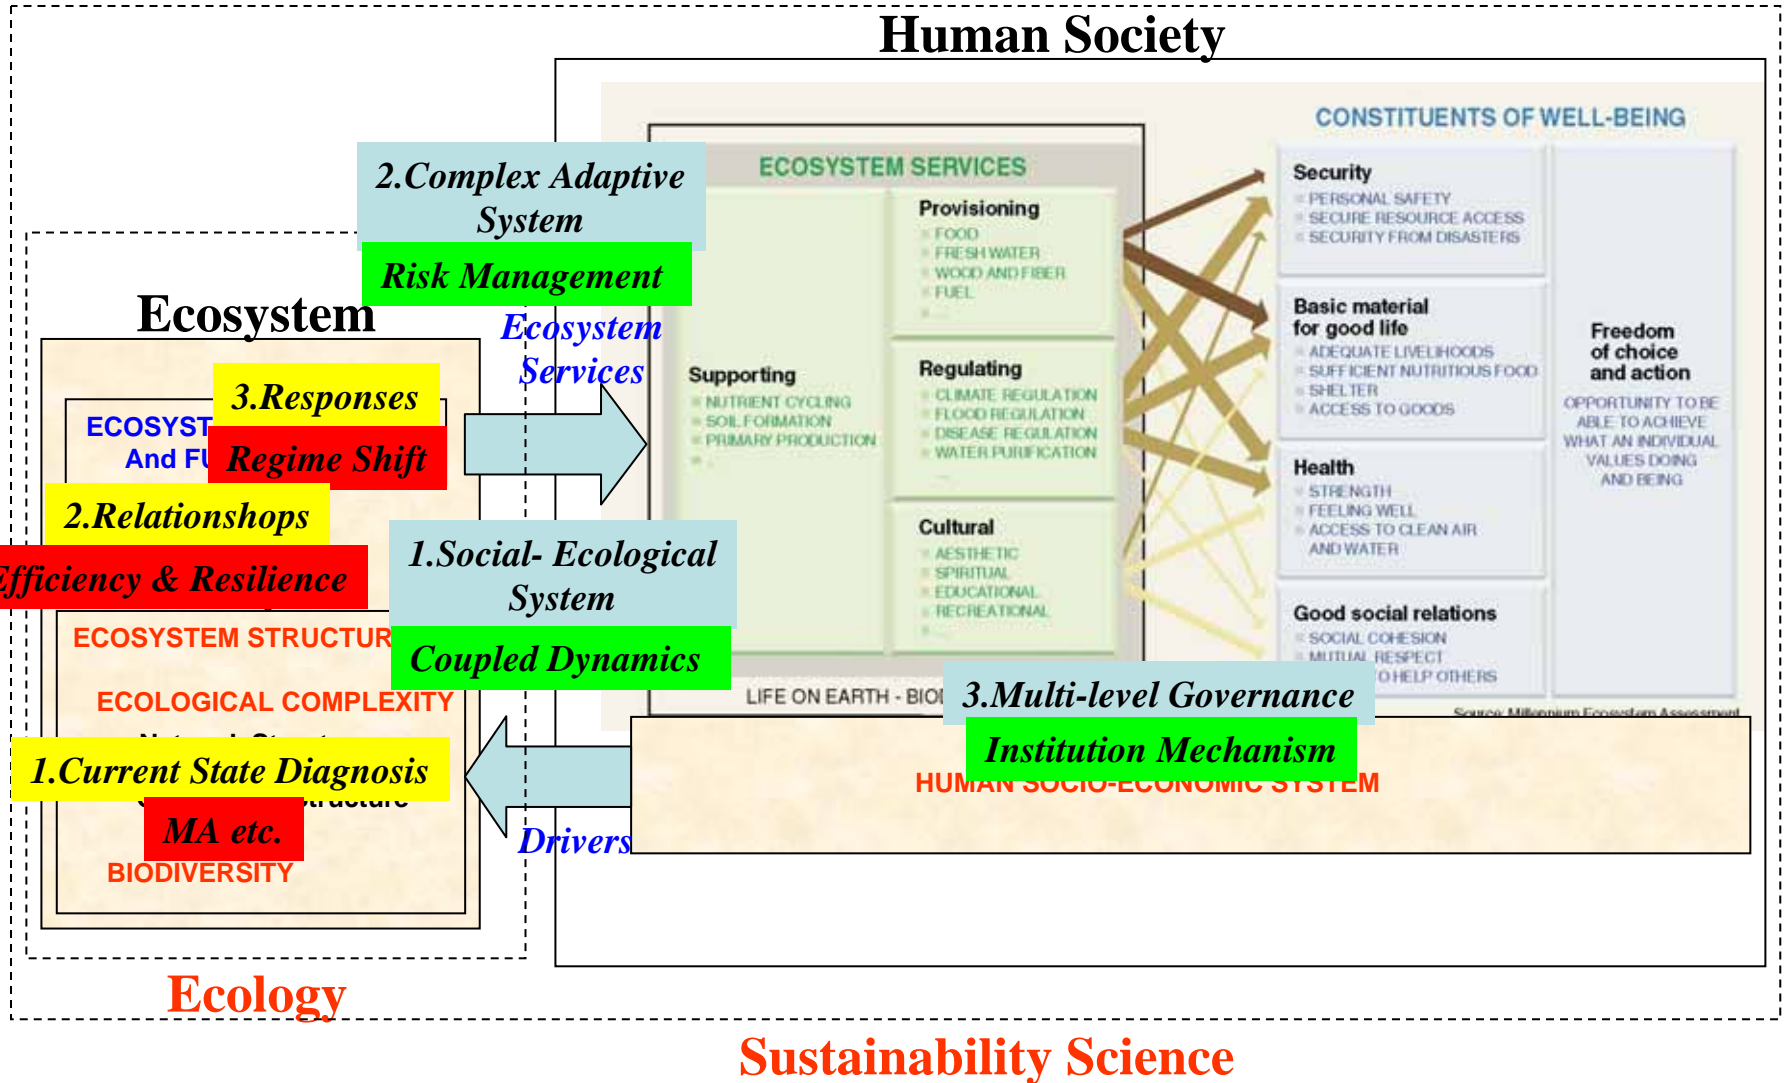 Human Society
CONSTITUENTS OF WELL-BEING
ECOSYSTEM SERVICES
2.Complex Adaptive
System
Risk Management
Ecosystem
Services
Ecosystem
3.Responses
Regime Shift
ECOSYST
And FU
2.Relationshops
Efficiency & Resilience
1.Social- Ecological
System
Coupled Dynamics
ECOSYSTEM STRUCTUR
ECOLOGICAL COMPLEXITY
1.Current State Diagnosis
structure
MA etc.
BIODIVERSITY
Drivers
Supporting
NUTRIENT CYCLING
SOIL FORMATION
PRIMARY PRODUCTION
...
Provisioning
FOOD
FRESH WATER
WOOD AND FIBER
FUEL
...
Regulating
CLIMATE REGULATION
FLOOD REGULATION
DISEASE REGULATION
WATER PURIFICATION
...
Cultural
AESTHETIC
SPIRITUAL
EDUCATIONAL
RECREATIONAL
...
LIFE ON EARTH - BIOD
Security
PERSONAL SAFETY
SECURE RESOURCE ACCESS
SECURITY FROM DISASTERS
Basic material
for good life
ADEQUATE LIVELIHOODS
SUFFICIENT NUTRITIOUS FOOD
SHELTER
ACCESS TO GOODS
Health
STRENGTH
FEELING WELL
ACCESS TO CLEAN AIR
AND WATER
Good social relations
SOCIAL COHESION
MUTUAL RESPECT
TO HELP OTHERS
Freedom
of choice
and action
OPPORTUNITY TO BE
ABLE TO ACHIEVE
WHAT AN INDIVIDUAL
VALUES DOING
AND BEING
Source: Millennium Ecosystem Assessment
3.Multi-level Governance
Institution Mechanism
HUMAN SOCIO-ECONOMIC SYSTEM
Ecology
Sustainability Science